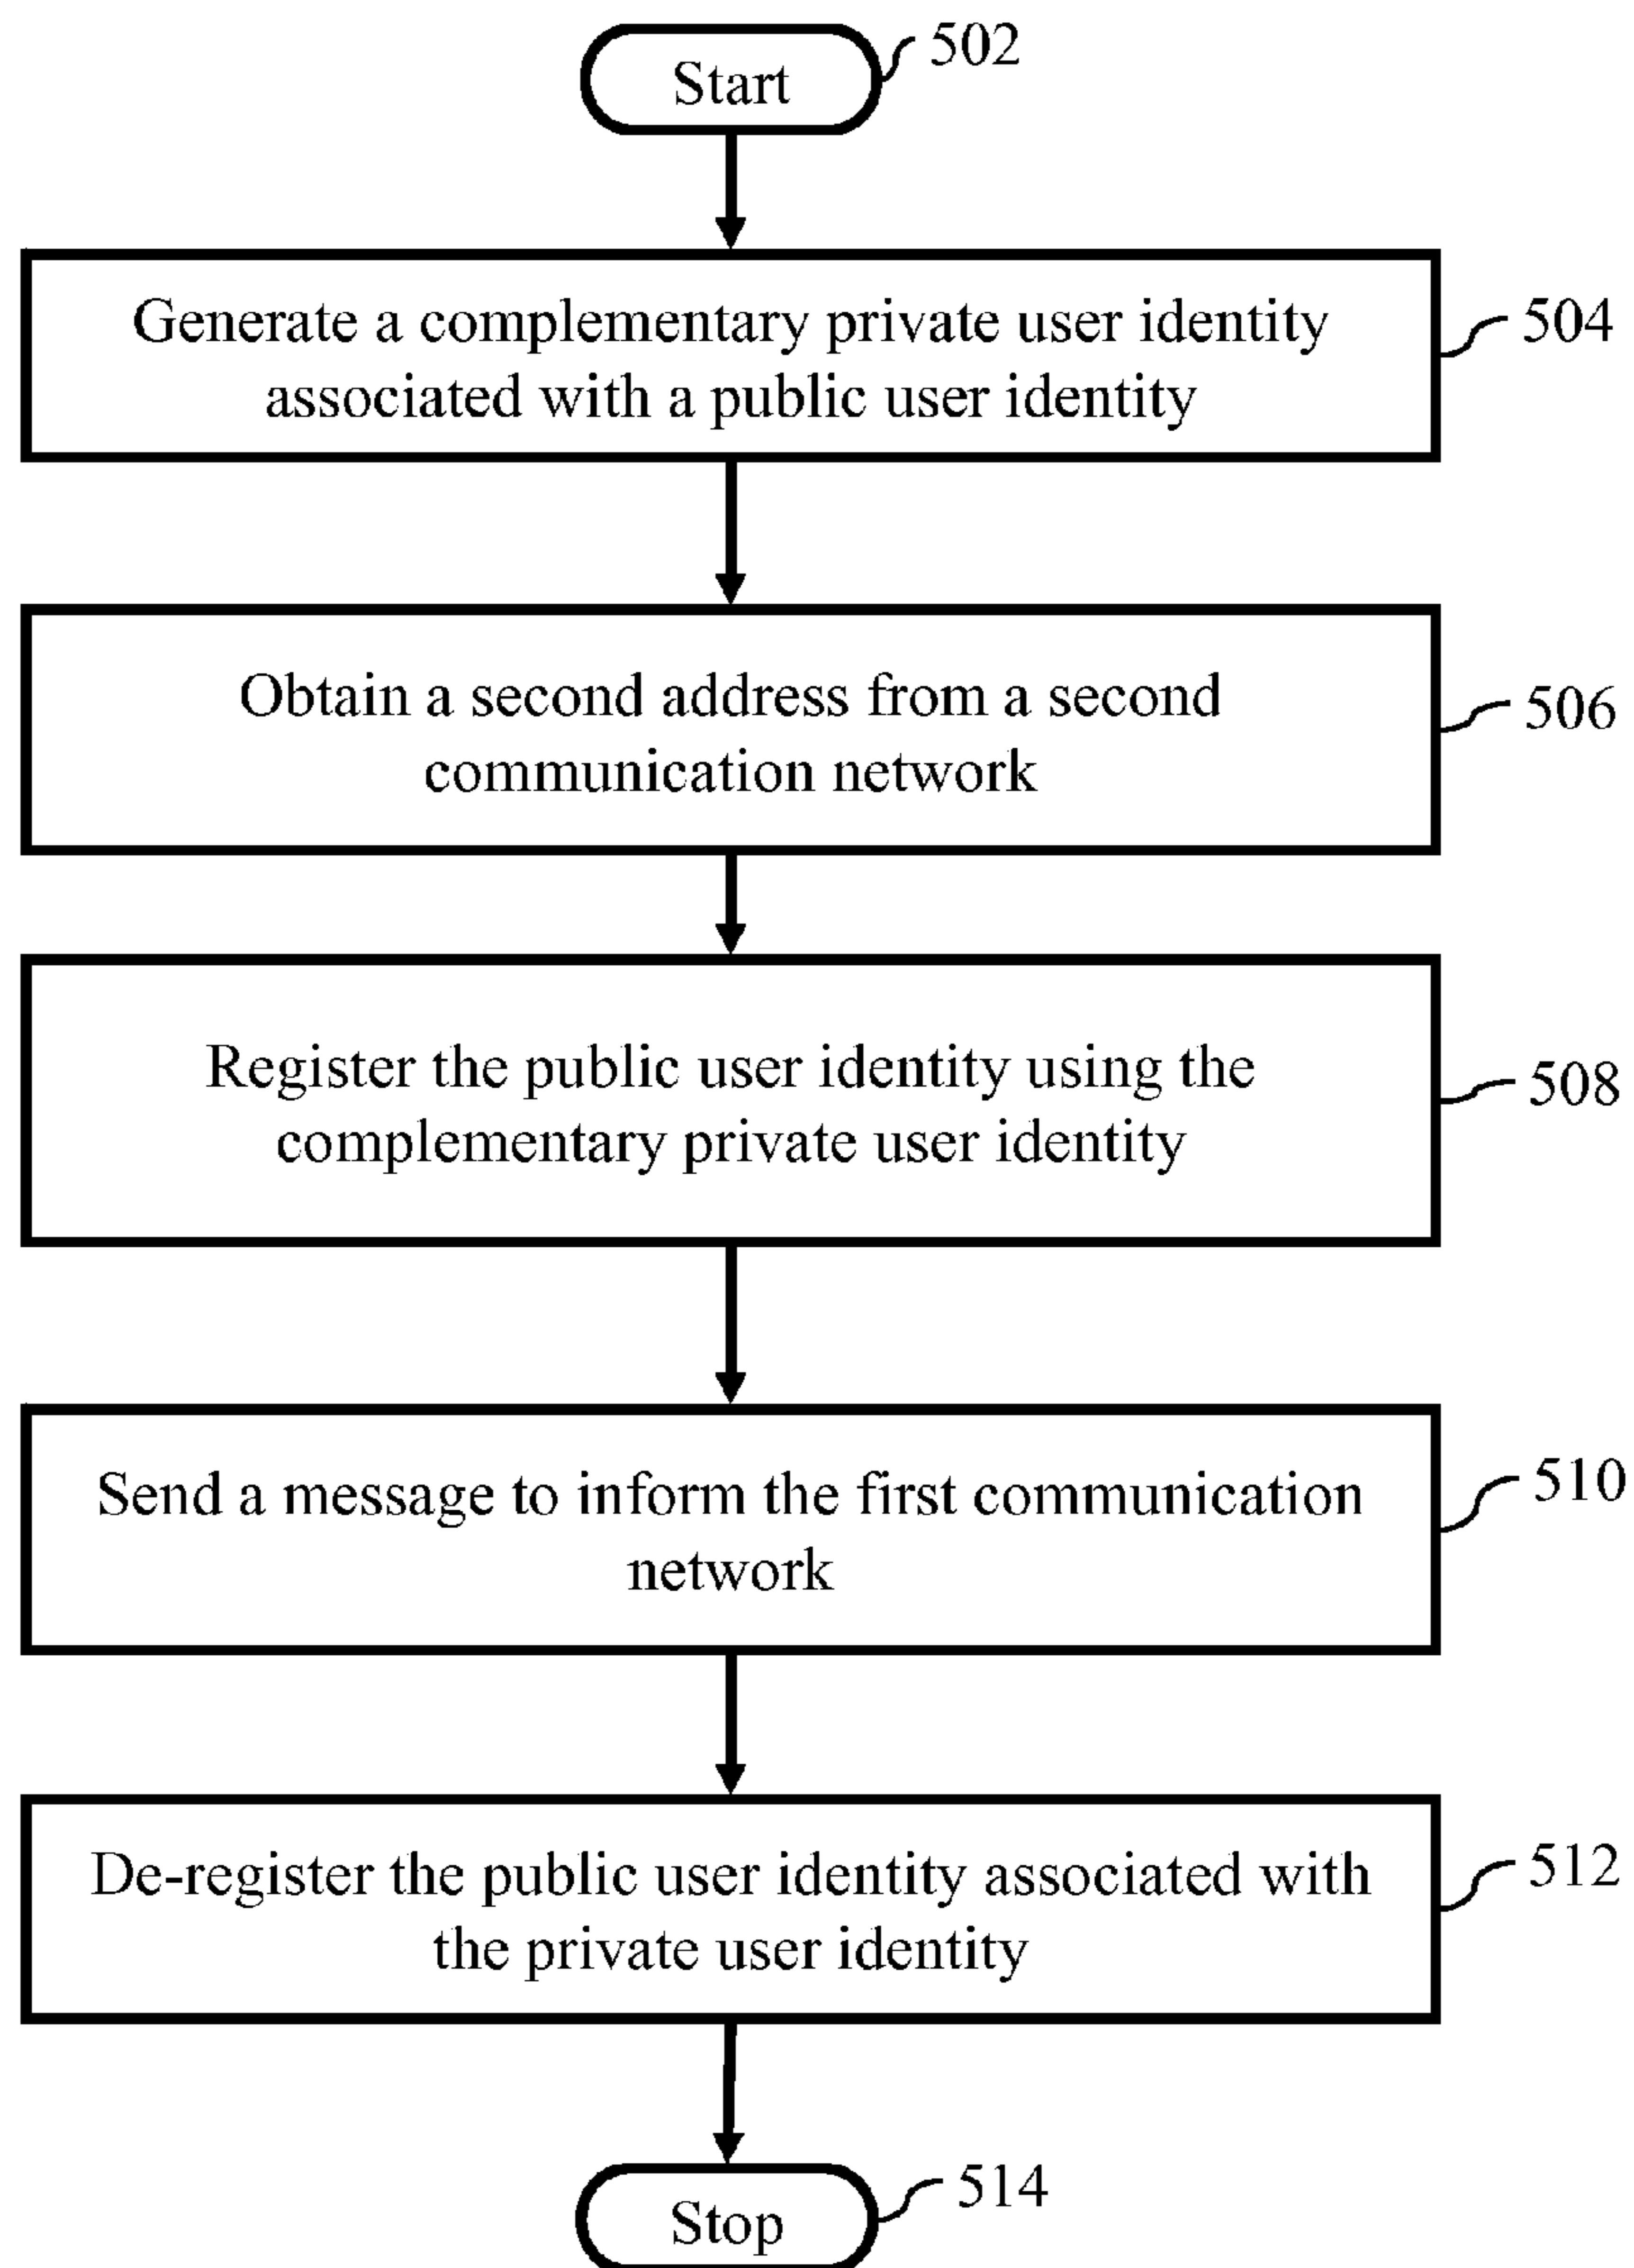 Start
502
Generate a complementary private user identity
associated with a public user identity
504
Obtain a second address from a second
communication network
506
Register the public user identity using the
complementary private user identity
508
Send a message to inform the first communication
network
510
De-register the public user identity associated with
the private user identity
512
Stop
514